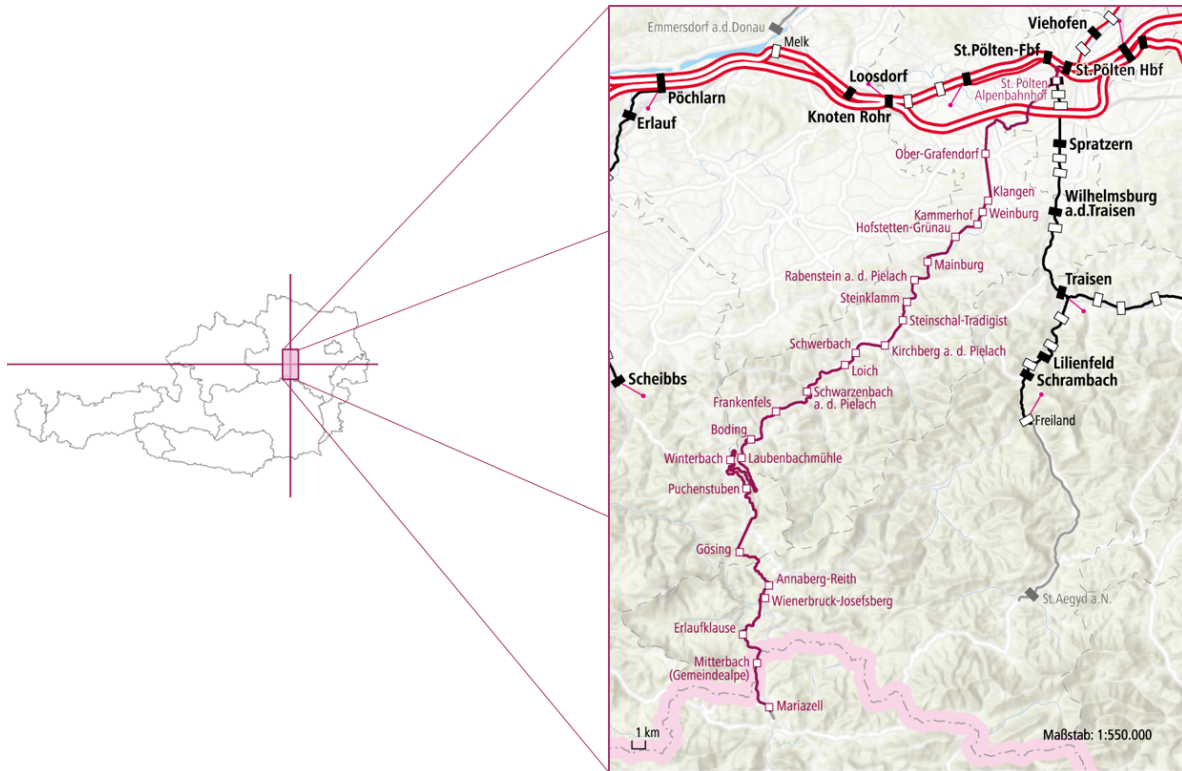 Emmersdorf a.d.Donau
Melk
Viehofen
St.Pölten-Fbf
St.Pölten Hbf
Loosdorf
St. Pölten
Alpenbahnhof
Pöchlarn
Knoten Rohr
Erlauf
Spratzern
Ober-Grafendorf
Klangen
Wilhelmsburg
a.d.Traisen
Kammerhof
Weinburg
Hofstetten-Grünau
Mainburg
Rabenstein a. d. Pielach
Traisen
Steinklamm
Steinschal-Tradigist
Schwerbach
Kirchberg a. d. Pielach
Lilienfeld
Loich
Scheibbs
Schrambach
Schwarzenbach
a. d. Pielach
Frankenfels
Freiland
Boding
Winterbach
Laubenbachmühle
Puchenstuben
Gösing
Annaberg-Reith
Wienerbruck-Josefsberg
St.Aegyd a.N.
Erlaufklause
Mitterbach
(Gemeindealpe)
Mariazell
1 km
Maßstab: 1:550.000